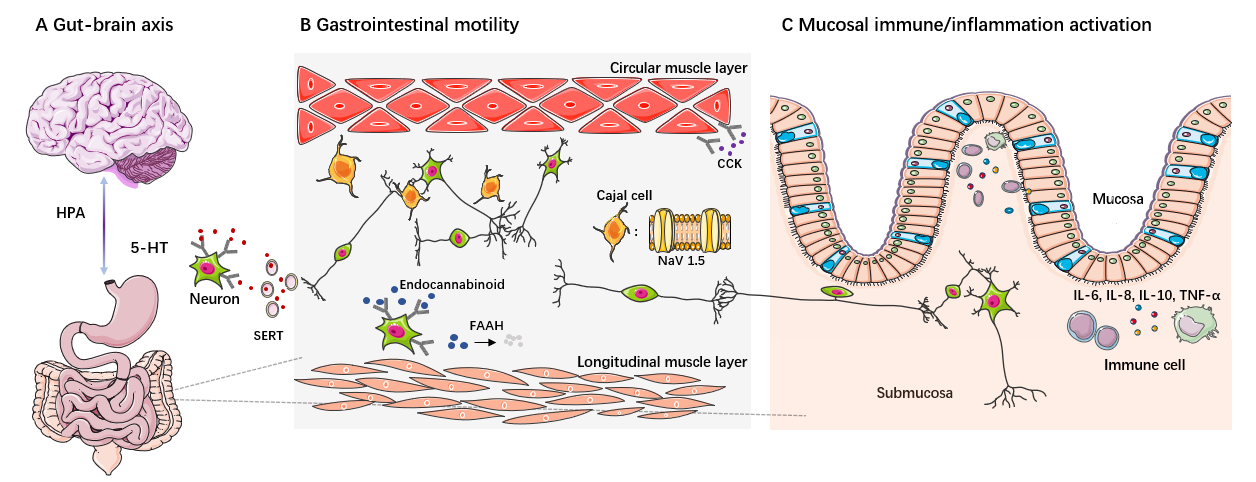 A Gut-brain axis
HPA
5-HT
Neuron
SERT
B Gastrointestinal motility
Circular muscle layer
CCK
Cajal cell
:
NaV 1.5
Endocannabinoid
FAAH
Longitudinal muscle layer
C Mucosal immune/inflammation activation
Mucosa
IL-6, IL-8, IL-10, TNF-α
Immune cell
Submucosa